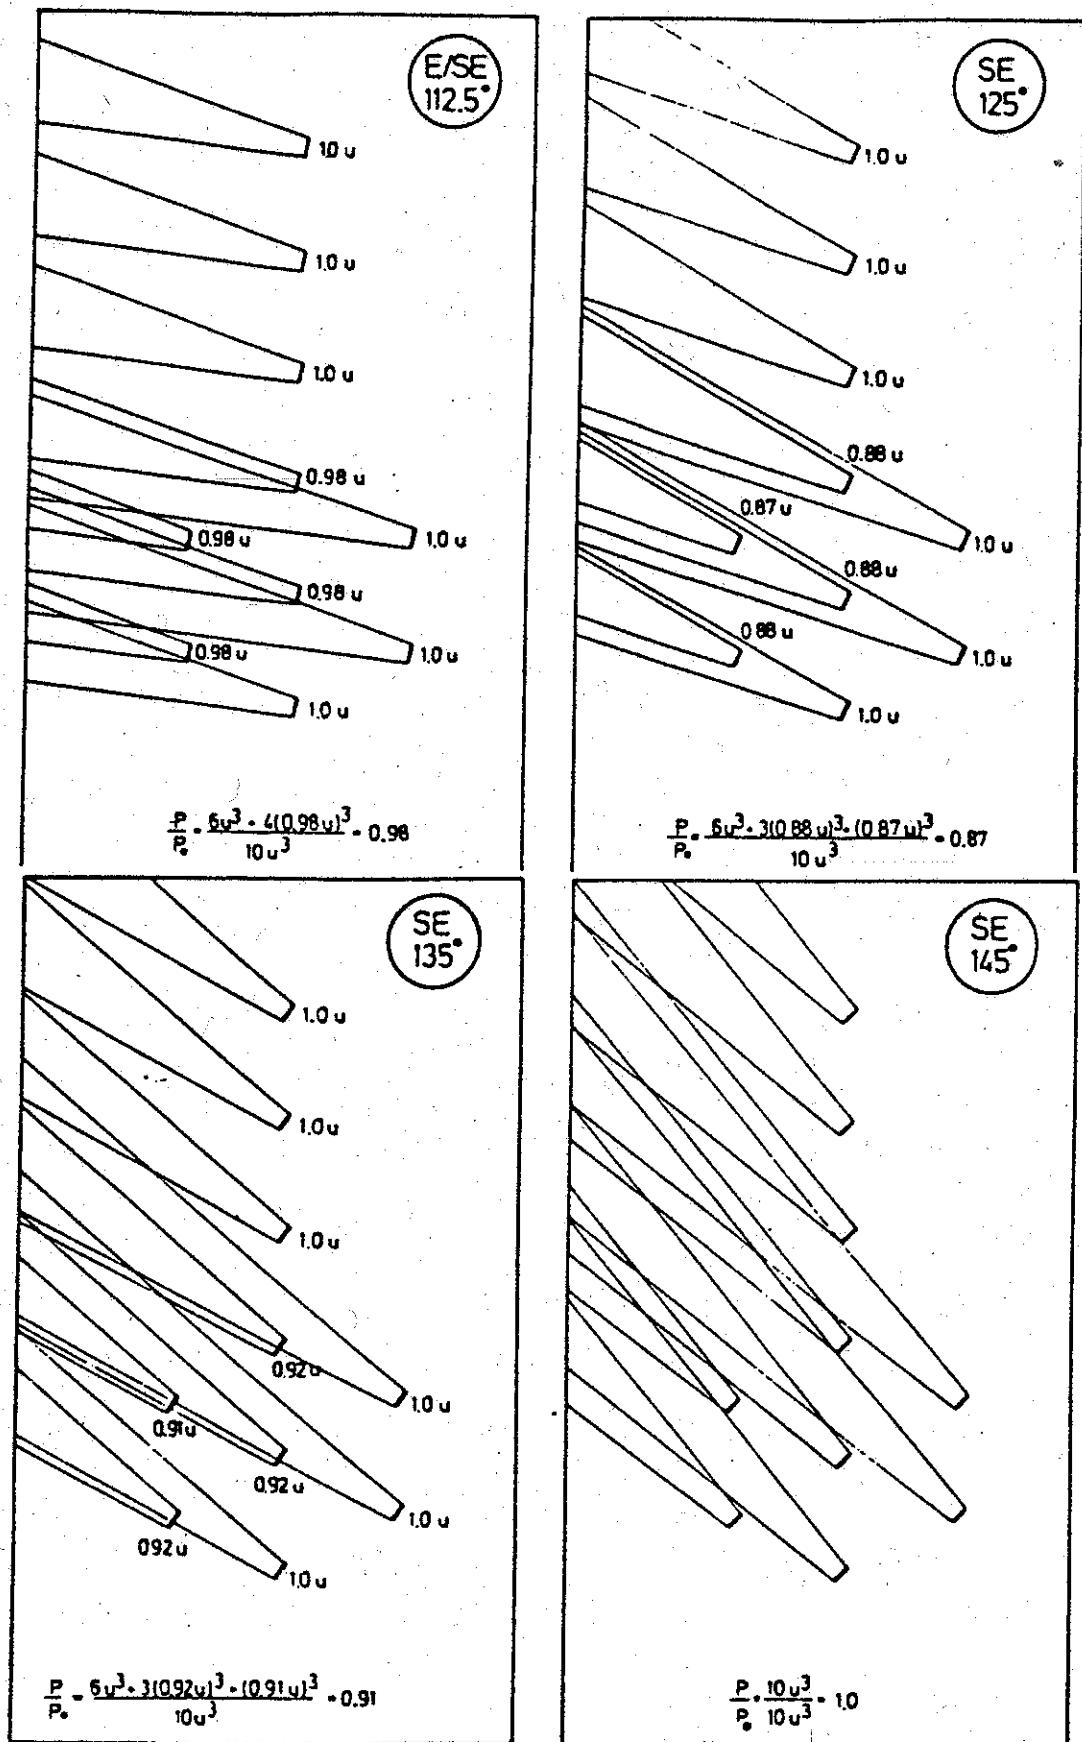 E/SE
112.5°
1.0 u
1.0 u
1.0 u
0.98 u
0.98 u
1.0 u
0.98 u
0.98 u
1.0 u
1.0 u
P/P₀ = 6u³ + 4(0.98u)³ / 10u³ = 0.98
SE
125°
1.0 u
1.0 u
1.0 u
0.88 u
0.87 u
1.0 u
0.88 u
0.88 u
1.0 u
1.0 u
P/P₀ = 6u³ + 3(0.88u)³ + (0.87u)³ / 10u³ = 0.87
SE
135°
1.0 u
1.0 u
1.0 u
0.92 u
0.91 u
1.0 u
0.92 u
1.0 u
0.92 u
1.0 u
P/P₀ = 6u³ + 3(0.92u)³ + (0.91u)³ / 10u³ = 0.91
SE
145°
P/P₀ = 10u³ / 10u³ = 1.0